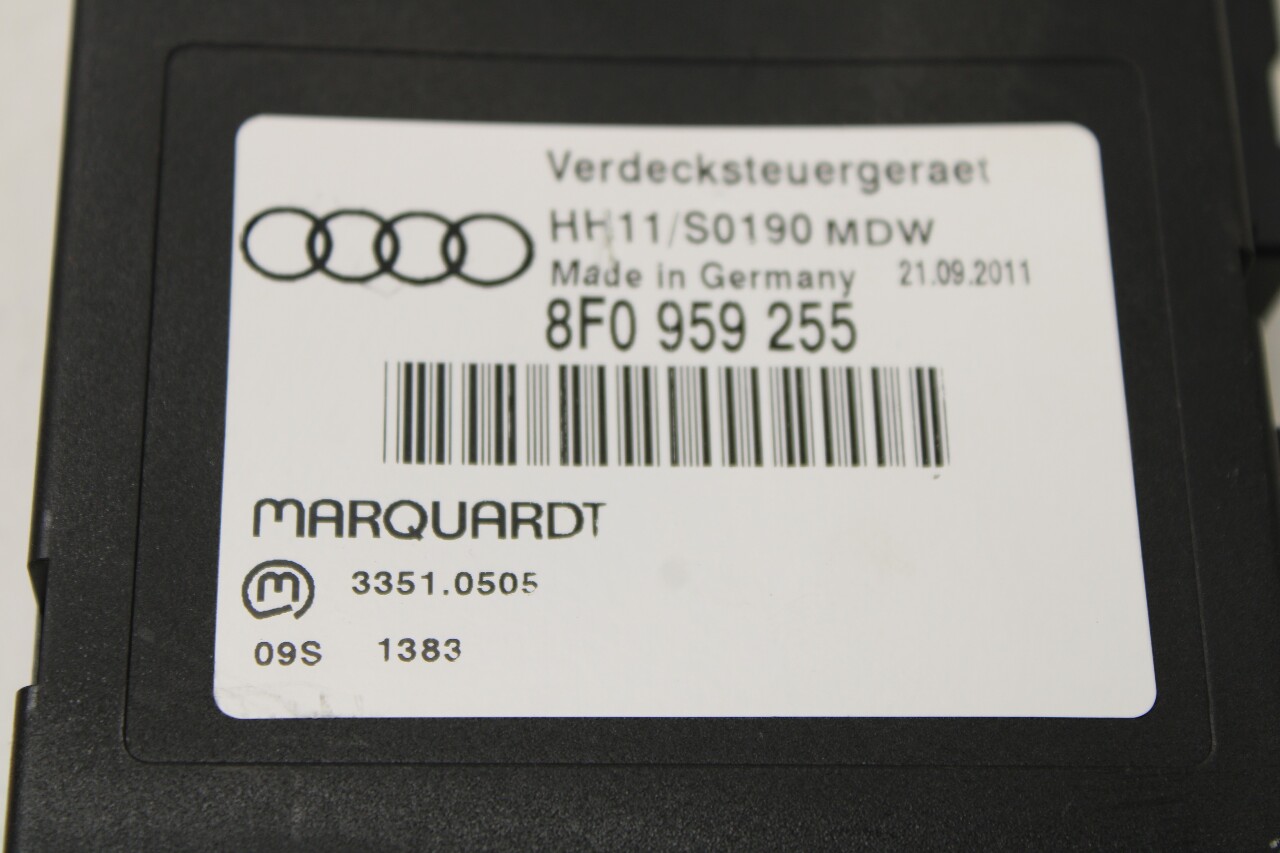 Verdecksteuergeraet
HH11/S0190 MDW
Made in Germany 21.09.2011
8F0 959 255
MARQUARDT
m 3351.0505
09S 1383